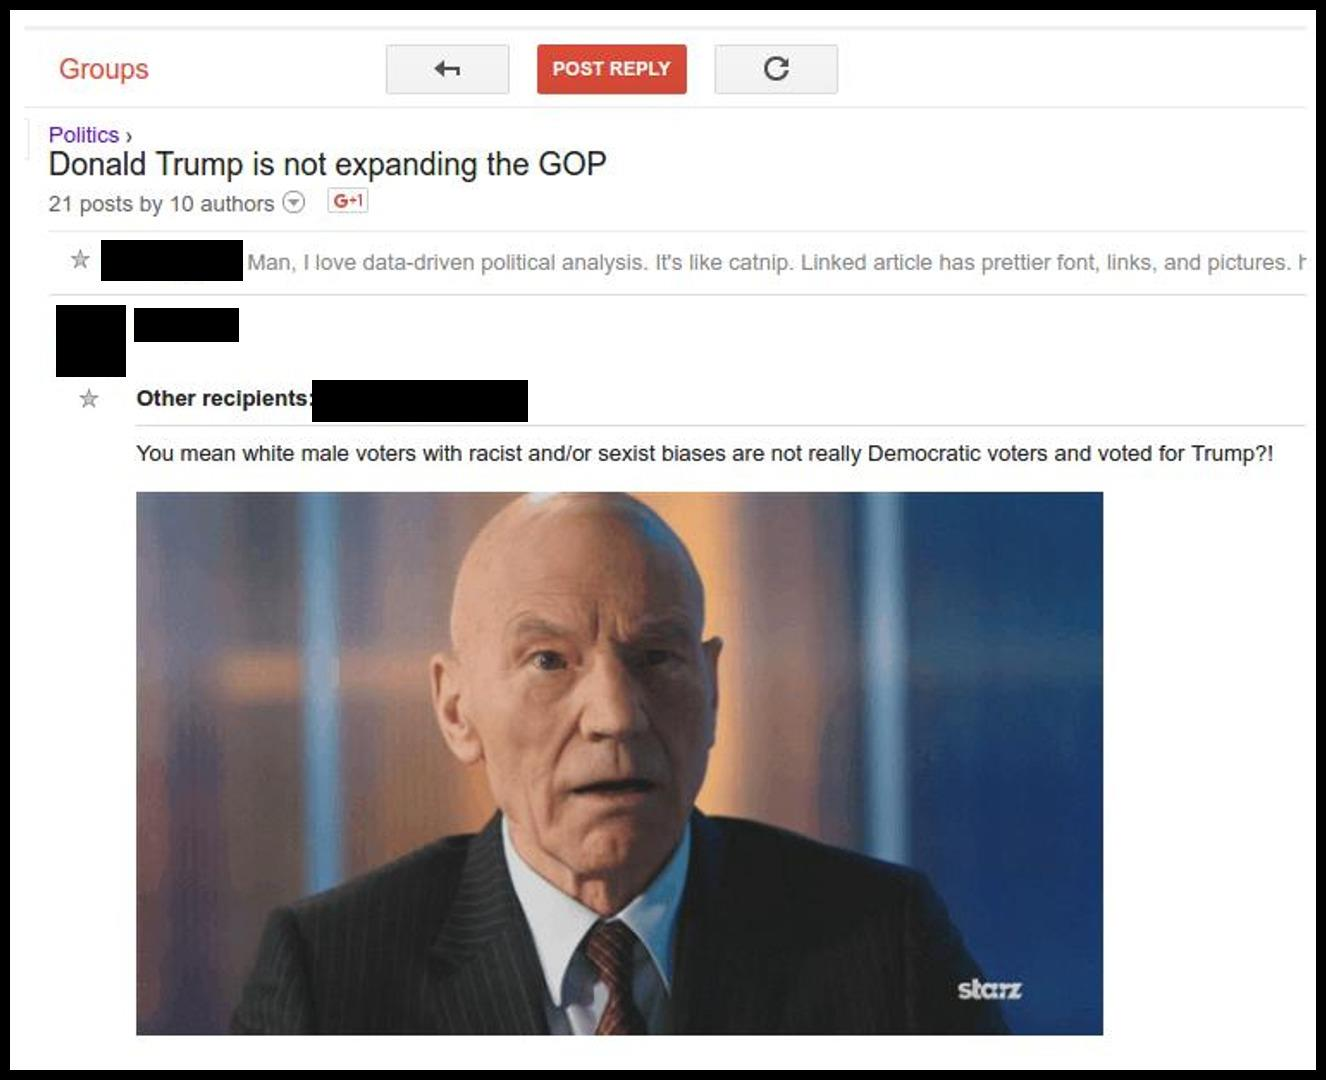 Groups
POST REPLY
Politics ›
Donald Trump is not expanding the GOP
21 posts by 10 authors
G+1
Man, I love data-driven political analysis. It's like catnip. Linked article has prettier font, links, and pictures.
Other recipients:
You mean white male voters with racist and/or sexist biases are not really Democratic voters and voted for Trump?!
starz